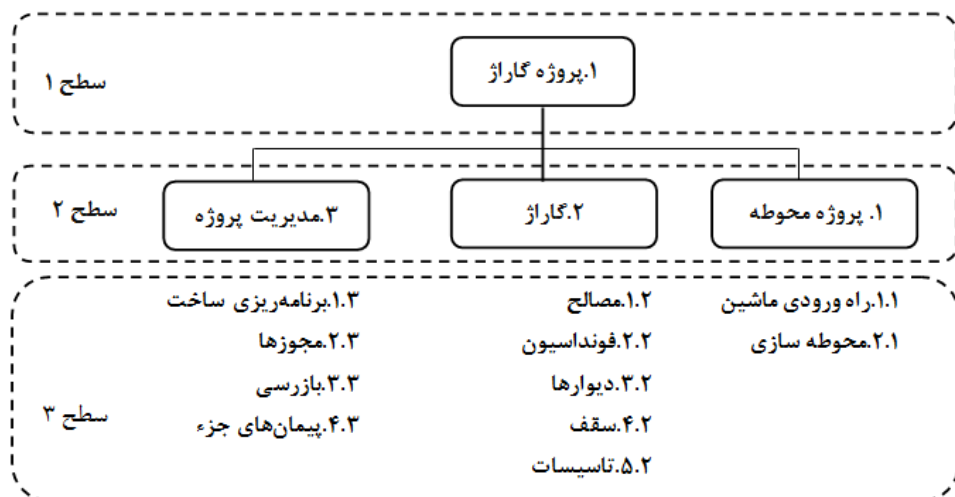 سطح ۱
۱.پروژه گاراژ
سطح ۲
۱. پروژه محوطه
۲.گاراژ
۳.مدیریت پروژه
سطح ۳
۱.۱.راه ورودی ماشین
۲.۱.محوطه سازی
۱.۲.مصالح
۲.۲.فونداسیون
۳.۲.دیوارها
۴.۲.سقف
۵.۲.تاسیسات
۱.۳.برنامه‌ریزی ساخت
۲.۳.مجوزها
۳.۳.بازرسی
۴.۳.پیمان‌های جزء